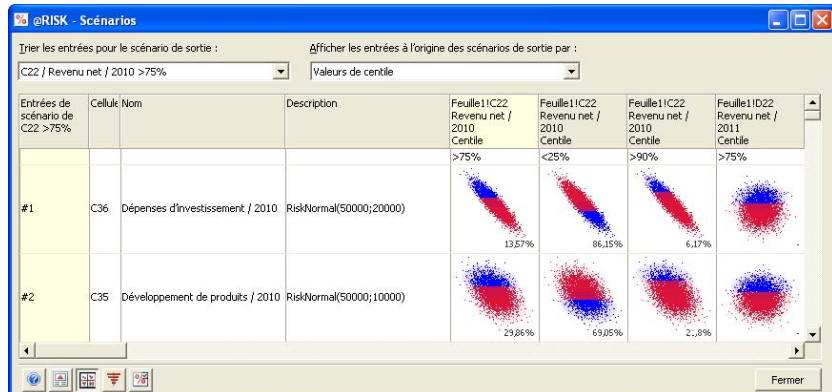 @RISK - Scénarios
Trier les entrées pour le scénario de sortie :
Afficher les entrées à l'origine des scénarios de sortie par :
C22 / Revenu net / 2010 >75%
Valeurs de centile
Entrées de scénario de C22 >75%
Cellule
Nom
Description
Feuille1!C22 Revenu net / 2010 Centile
Feuille1!C22 Revenu net / 2010 Centile
Feuille1!C22 Revenu net / 2010 Centile
Feuille1!D22 Revenu net / 2011 Centile
>75%
<25%
>90%
>75%
#1
C36
Dépenses d'investissement / 2010
RiskNormal(50000;20000)
13,57%
86,15%
6,17%
#2
C35
Développement de produits / 2010
RiskNormal(50000;10000)
29,86%
69,05%
21,8%
Fermer